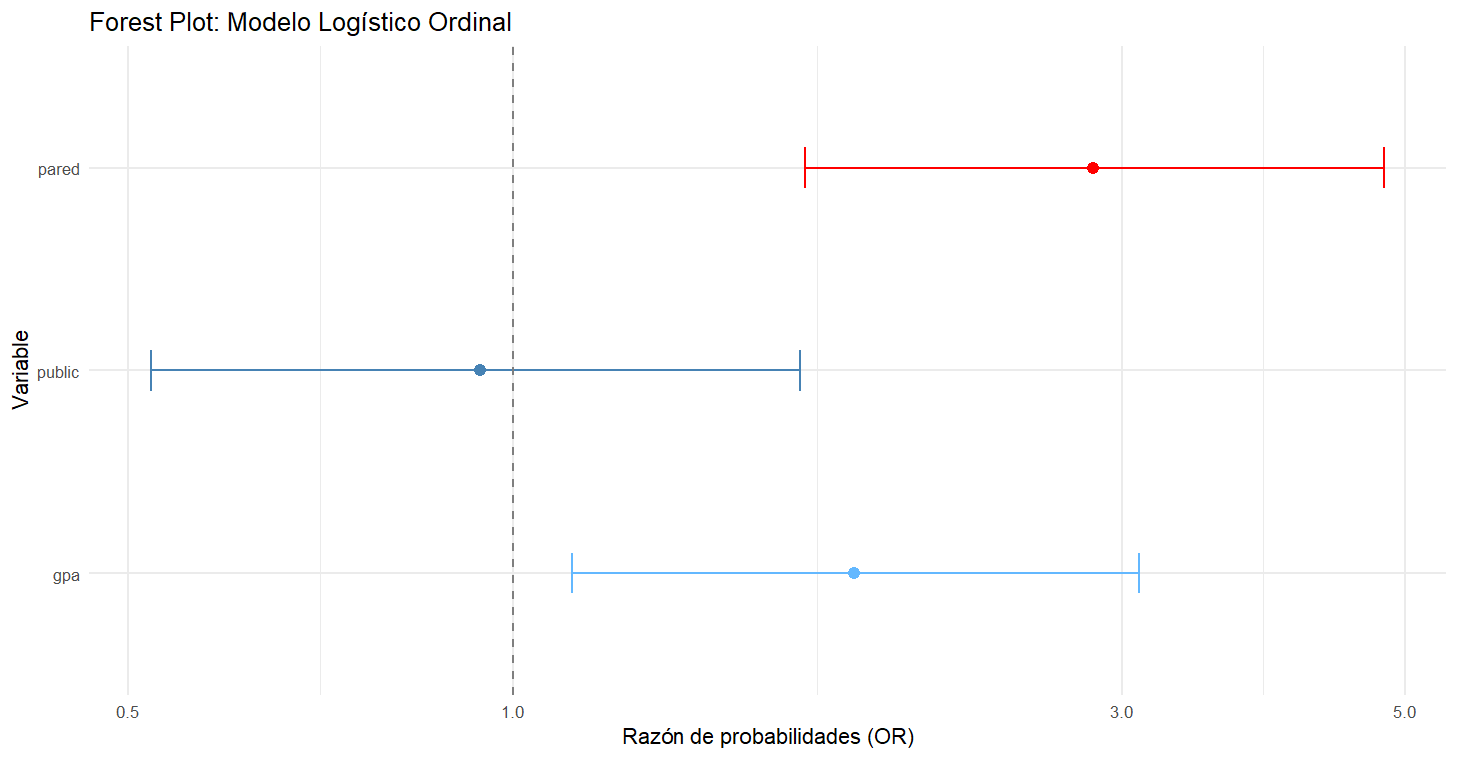 Forest Plot: Modelo Logístico Ordinal
pared
public
gpa
Variable
0.5
1.0
3.0
5.0
Razón de probabilidades (OR)